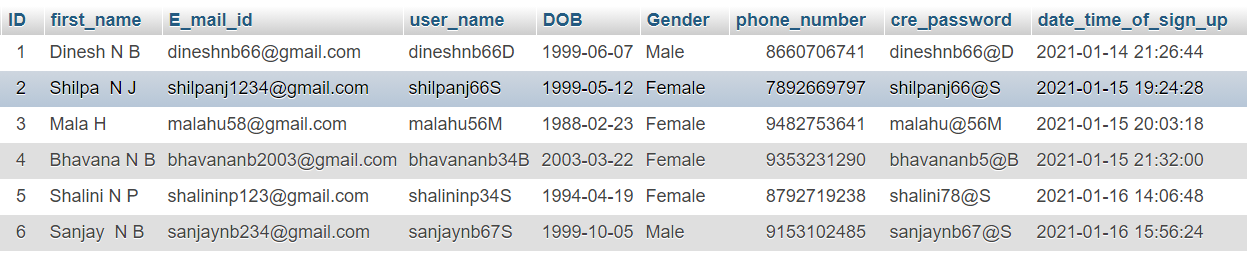 ID first_name E_mail_id user_name DOB Gender phone_number cre_password date_time_of_sign_up
1 Dinesh N B dineshnb66@gmail.com dineshnb66D 1999-06-07 Male 8660706741 dineshnb66@D 2021-01-14 21:26:44
2 Shilpa N J shilpanj1234@gmail.com shilpanj66S 1999-05-12 Female 7892669797 shilpanj66@S 2021-01-15 19:24:28
3 Mala H malahu58@gmail.com malahu56M 1988-02-23 Female 9482753641 malahu@56M 2021-01-15 20:03:18
4 Bhavana N B bhavananb2003@gmail.com bhavananb34B 2003-03-22 Female 9353231290 bhavananb5@B 2021-01-15 21:32:00
5 Shalini N P shalininp123@gmail.com shalininp34S 1994-04-19 Female 8792719238 shalini78@S 2021-01-16 14:06:48
6 Sanjay N B sanjaynb234@gmail.com sanjaynb67S 1999-10-05 Male 9153102485 sanjaynb67@S 2021-01-16 15:56:24